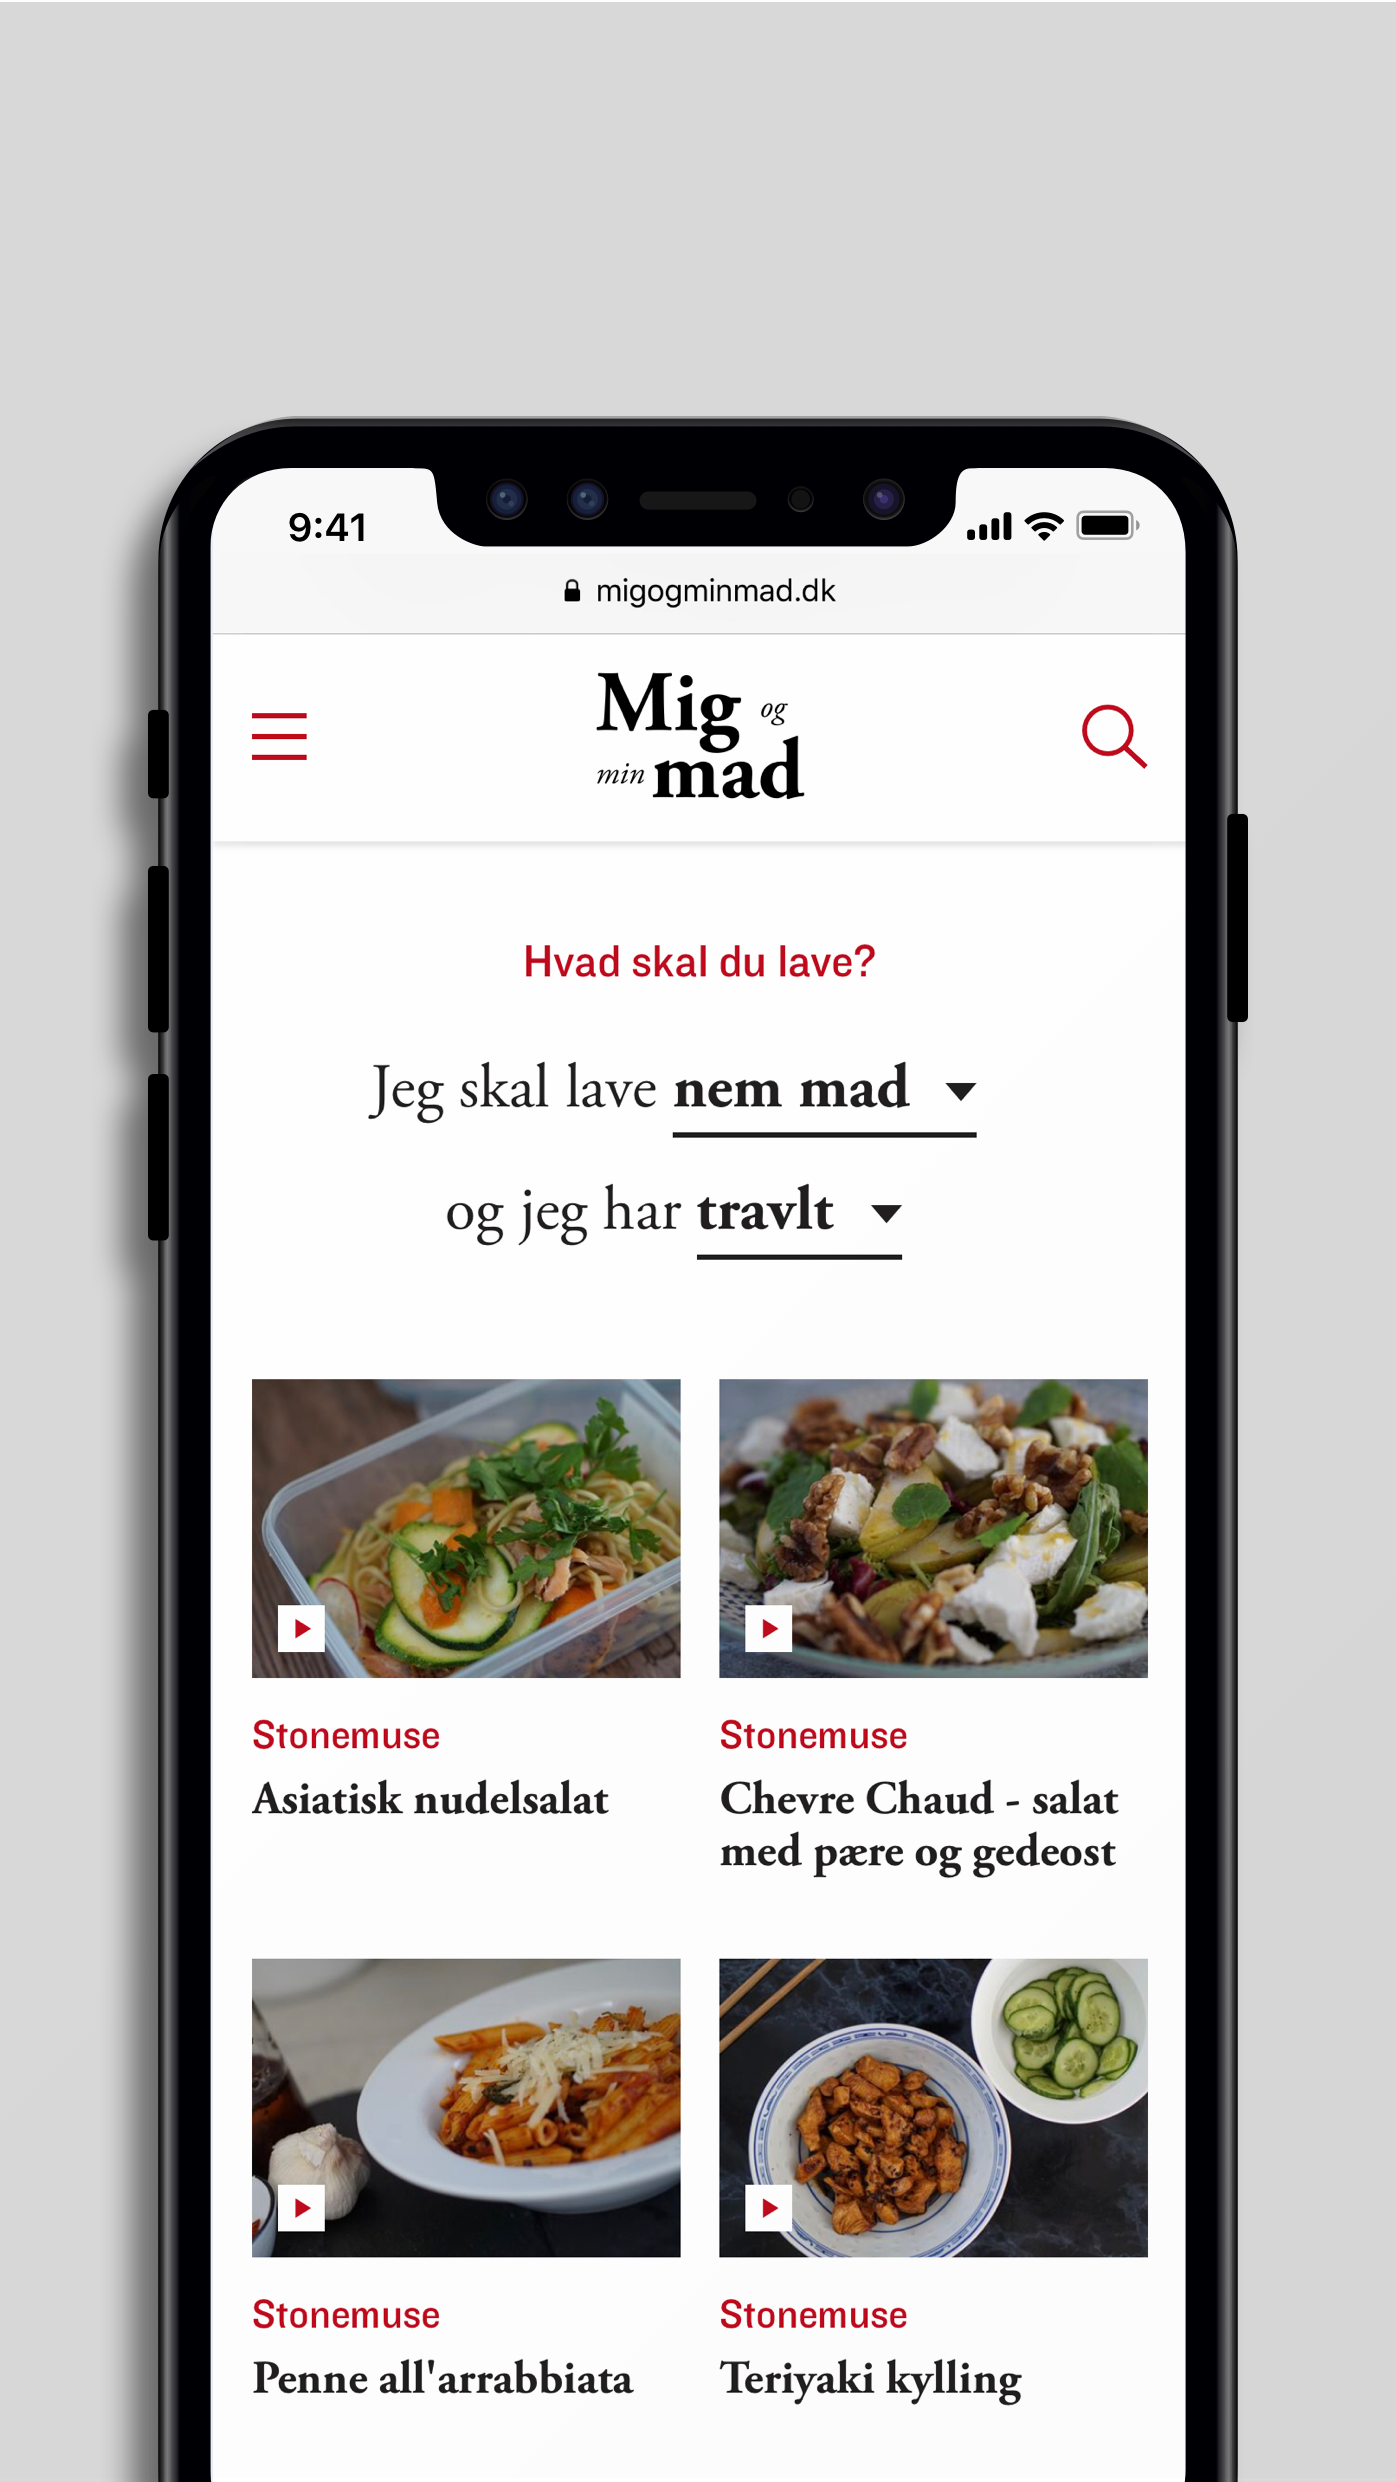 9:41
migogminmad.dk
Mig og
min mad
Hvad skal du lave?
Jeg skal lave nem mad
og jeg har travlt
Stonemuse
Asiatisk nudelsalat
Stonemuse
Chevre Chaud - salat
med pære og gedeost
Stonemuse
Penne all'arrabbiata
Stonemuse
Teriyaki kylling